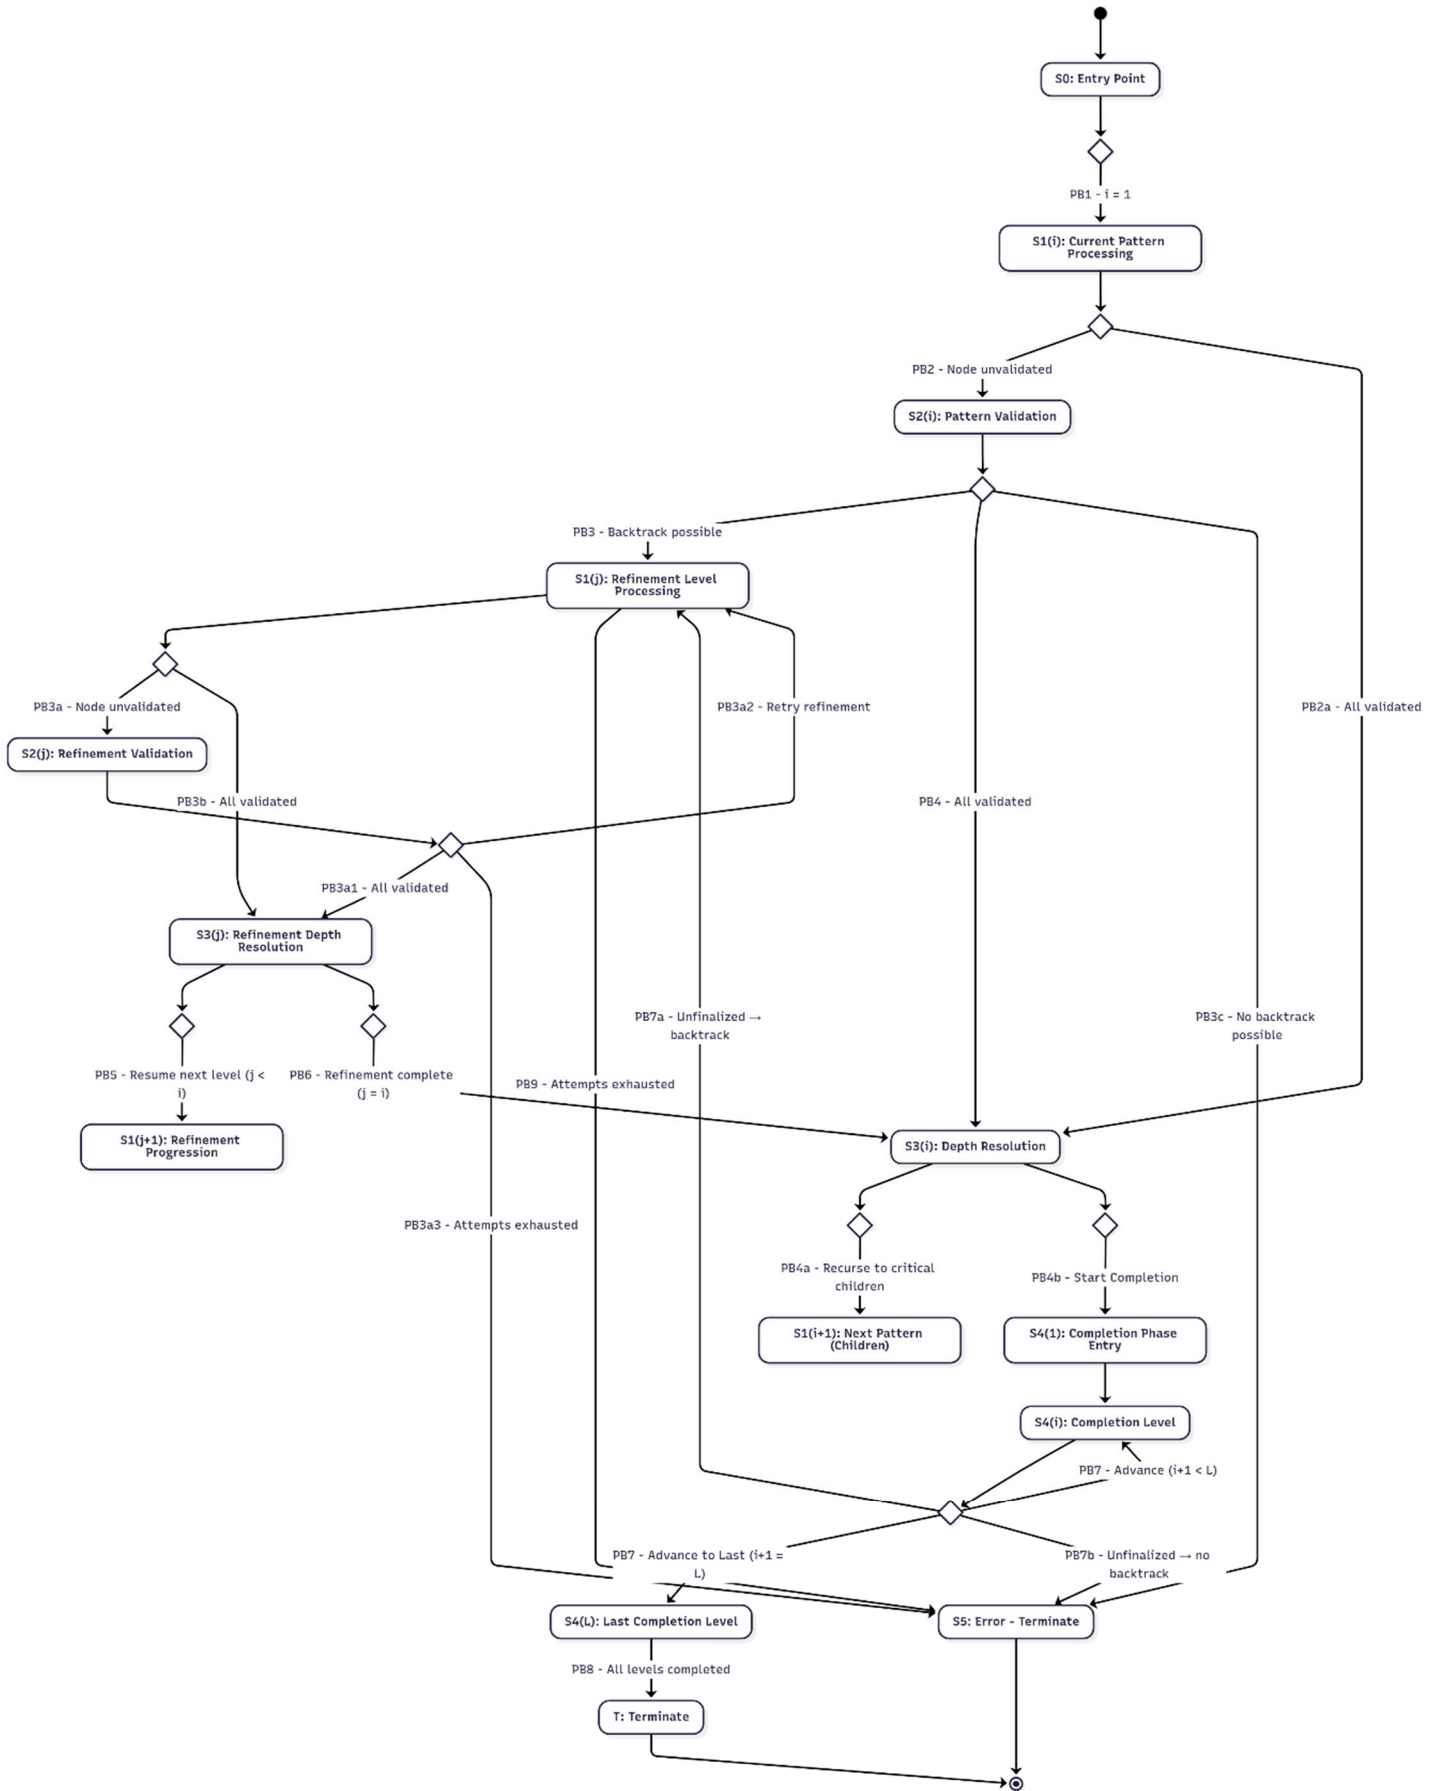 S0: Entry Point
PB1 - i = 1
S1(i): Current Pattern
Processing
PB2 - Node unvalidated
S2(i): Pattern Validation
PB3 - Backtrack possible
S1(j): Refinement Level
Processing
PB3a - Node unvalidated
PB3a2 - Retry refinement
PB2a - All validated
S2(j): Refinement Validation
PB3b - All validated
PB4 - All validated
PB3a1 - All validated
S3(j): Refinement Depth
Resolution
PB7a - Unfinalized →
backtrack
PB3c - No backtrack
possible
PB5 - Resume next level (j <
i)
PB6 - Refinement complete
(j = i)
PB9 - Attempts exhausted
S1(j+1): Refinement
Progression
S3(i): Depth Resolution
PB3a3 - Attempts exhausted
PB4a - Recurse to critical
children
PB4b - Start Completion
S1(i+1): Next Pattern
(Children)
S4(1): Completion Phase
Entry
S4(i): Completion Level
PB7 - Advance (i+1 < L)
PB7 - Advance to Last (i+1 =
L)
PB7b - Unfinalized → no
backtrack
S4(L): Last Completion Level
S5: Error - Terminate
PB8 - All levels completed
T: Terminate